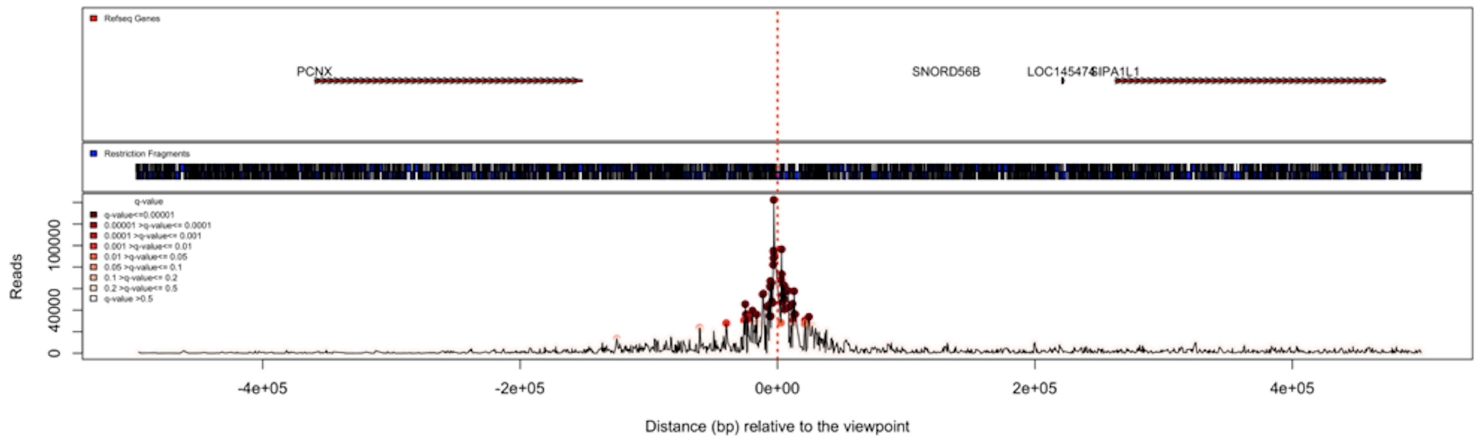 Refseq Genes
PCNX
SNORD56B
LOC145474
SIPA1L1
Restriction Fragments
q-value
q-value<=0.00001
0.00001 >q-value<= 0.0001
0.0001 >q-value<= 0.001
0.001 >q-value<= 0.01
0.01 >q-value<= 0.05
0.05 >q-value<= 0.1
0.1 >q-value<= 0.2
0.2 >q-value<= 0.5
q-value >0.5
Reads
100000
40000
0
-4e+05 -2e+05 0e+00 2e+05 4e+05
Distance (bp) relative to the viewpoint